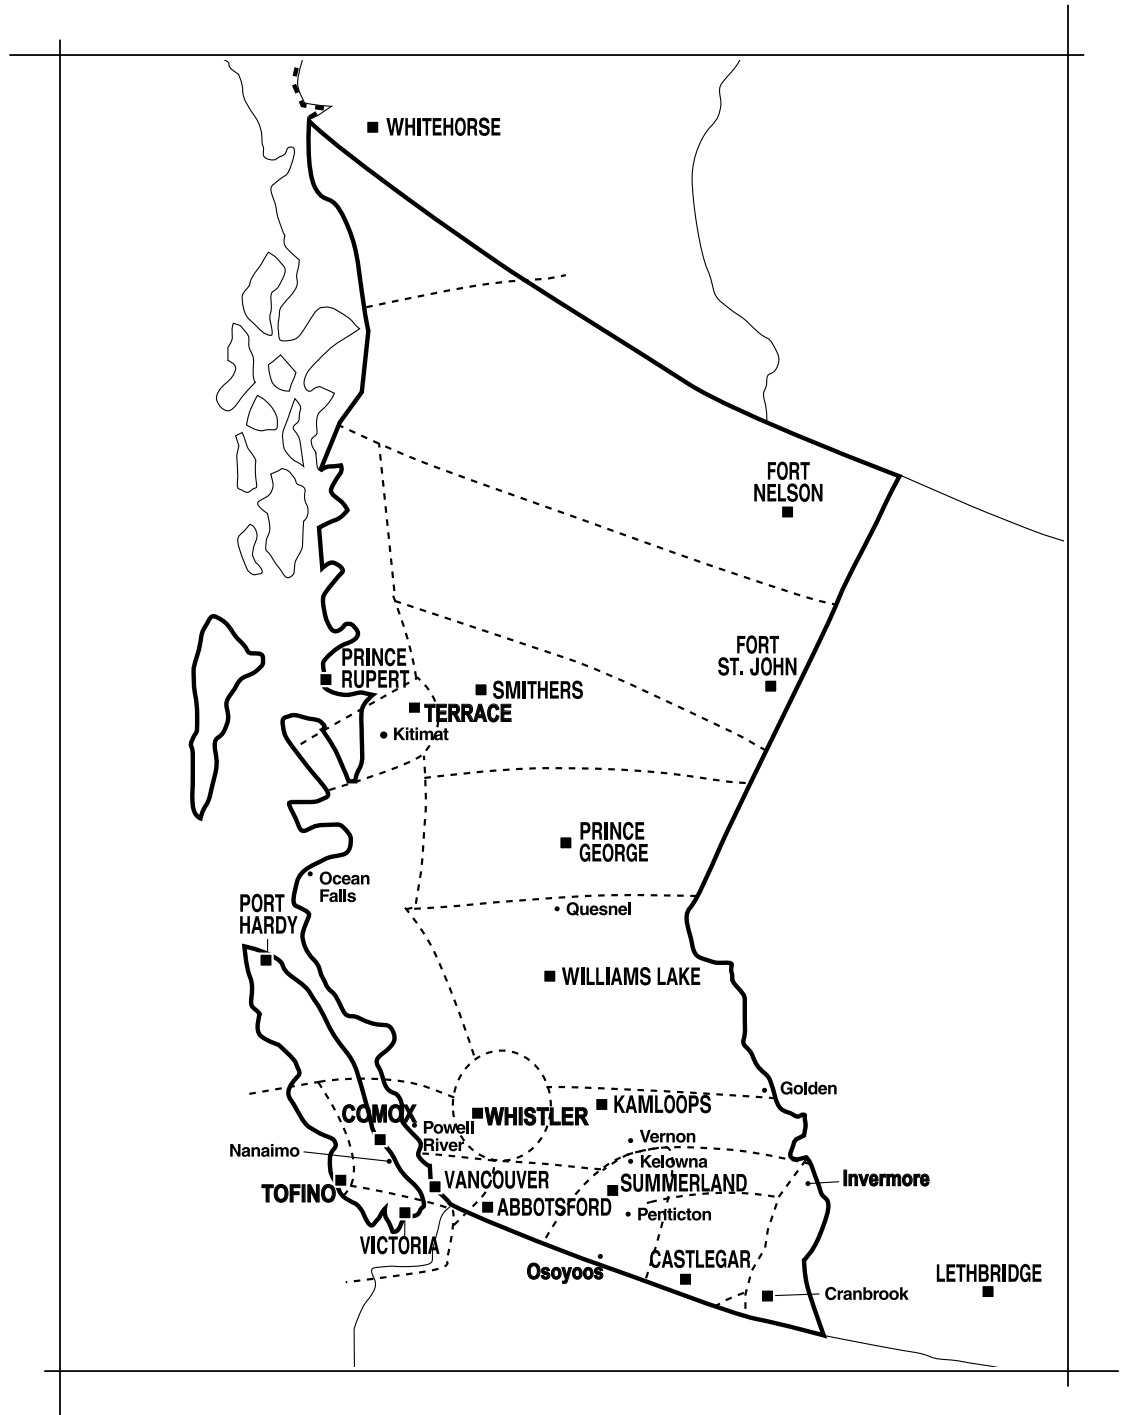 WHITEHORSE
FORT
NELSON
FORT
ST. JOHN
PRINCE
RUPERT
SMITHERS
TERRACE
Kitimat
PRINCE
GEORGE
Ocean
Falls
PORT
HARDY
Quesnel
WILLIAMS LAKE
Golden
KAMLOOPS
COMOX
WHISTLER
Powell
River
Vernon
Nanaimo
Kelowna
VANCOUVER
SUMMERLAND
Invermore
TOFINO
ABBOTSFORD
Penticton
VICTORIA
CASTLEGAR
Osoyoos
LETHBRIDGE
Cranbrook